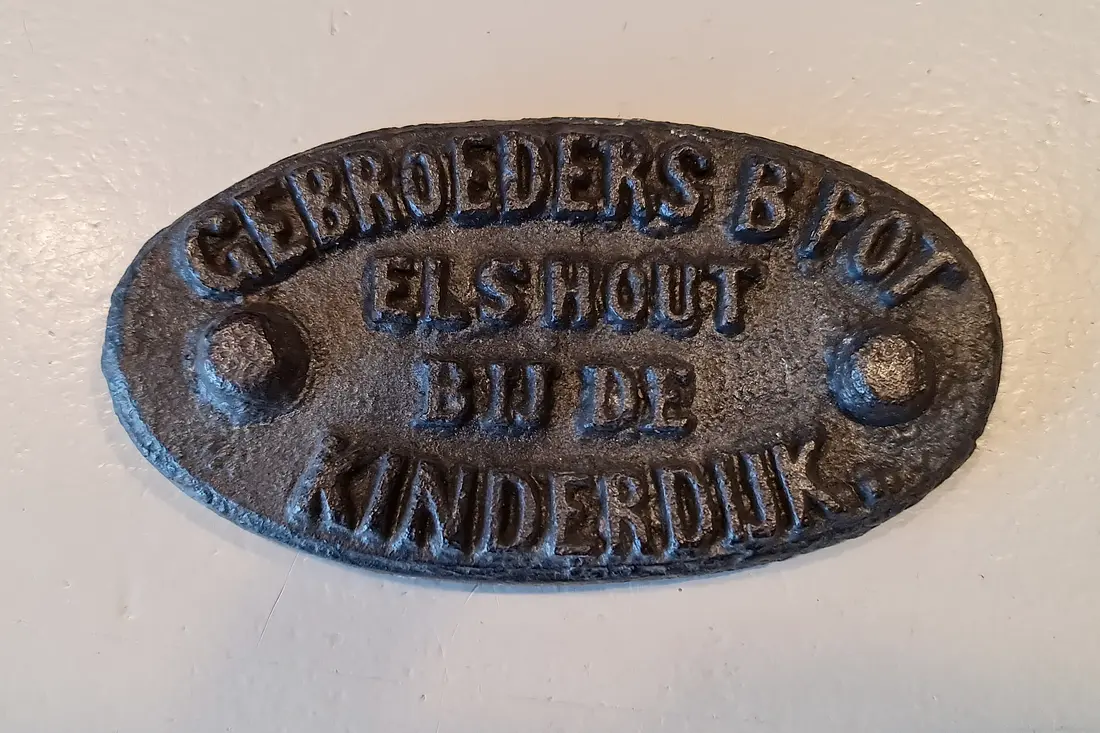 GEBROEDERS B POT
ELSHOUT
BIJ DE
KINDERDIJK